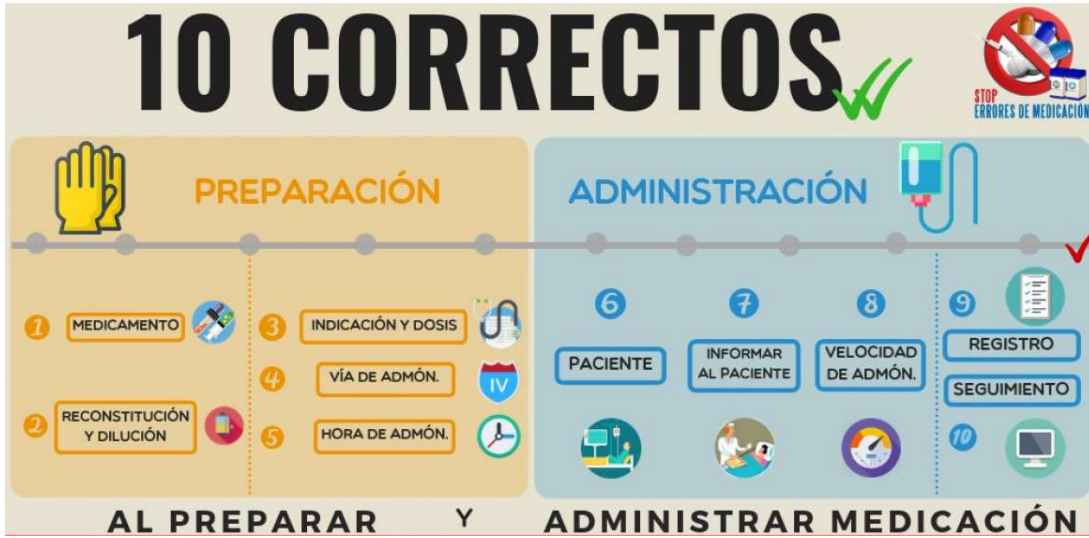 10 CORRECTOS
STOP
ERRORES DE MEDICACIÓN
PREPARACIÓN
1 MEDICAMENTO
2 RECONSTITUCIÓN
Y DILUCIÓN
3 INDICACIÓN Y DOSIS
4 VÍA DE ADMÓN.
IV
5 HORA DE ADMÓN.
ADMINISTRACIÓN
6
PACIENTE
7
INFORMAR
AL PACIENTE
8
VELOCIDAD
DE ADMÓN.
9
REGISTRO
SEGUIMIENTO
10
AL PREPARAR Y ADMINISTRAR MEDICACIÓN